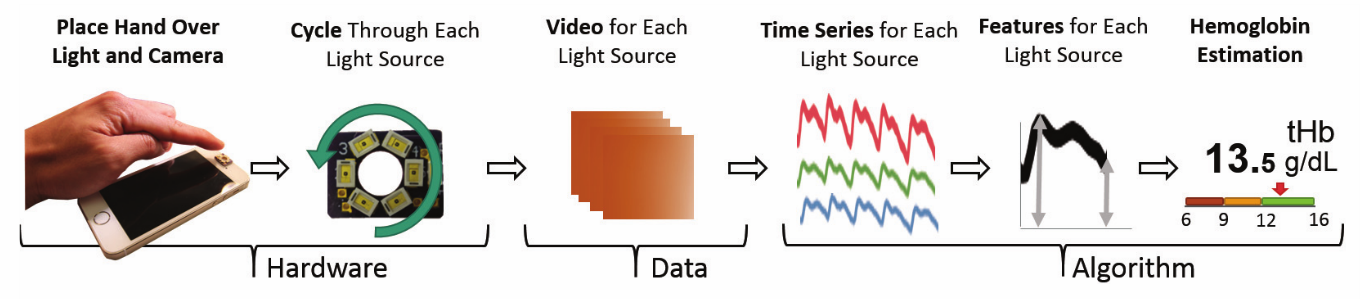 Place Hand Over
Light and Camera
Cycle Through Each
Light Source
Video for Each
Light Source
Time Series for Each
Light Source
Features for Each
Light Source
Hemoglobin
Estimation
3
4
tHb
13.5 g/dL
6 9 12 16
Hardware
Data
Algorithm